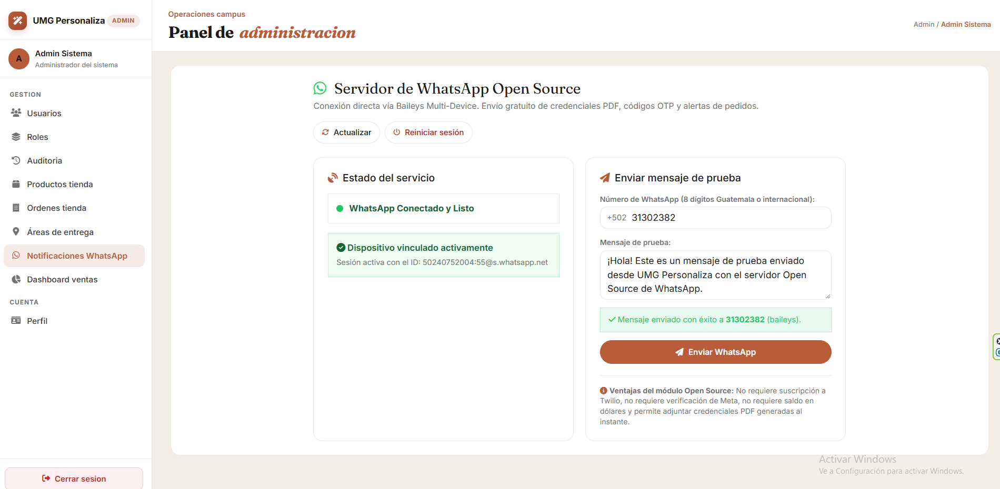 UMG Personaliza ADMIN
A
Admin Sistema
Administrador del sistema
GESTION
Usuarios
Roles
Auditoria
Productos tienda
Ordenes tienda
Áreas de entrega
Notificaciones WhatsApp
Dashboard ventas
CUENTA
Perfil
Cerrar sesion
Operaciones campus
Panel de administracion
Admin / Admin Sistema
Servidor de WhatsApp Open Source
Conexión directa vía Baileys Multi-Device. Envío gratuito de credenciales PDF, códigos OTP y alertas de pedidos.
Actualizar
Reiniciar sesión
Estado del servicio
WhatsApp Conectado y Listo
Dispositivo vinculado activamente
Sesión activa con el ID: 50240752004:55@s.whatsapp.net
Enviar mensaje de prueba
Número de WhatsApp (8 dígitos Guatemala o internacional):
+502 31302382
Mensaje de prueba:
¡Hola! Este es un mensaje de prueba enviado
desde UMG Personaliza con el servidor Open
Source de WhatsApp.
Mensaje enviado con éxito a 31302382 (baileys).
Enviar WhatsApp
Ventajas del módulo Open Source: No requiere suscripción a
Twilio, no requiere verificación de Meta, no requiere saldo en
dólares y permite adjuntar credenciales PDF generadas al
instante.
Activar Windows
Ve a Configuración para activar Windows.